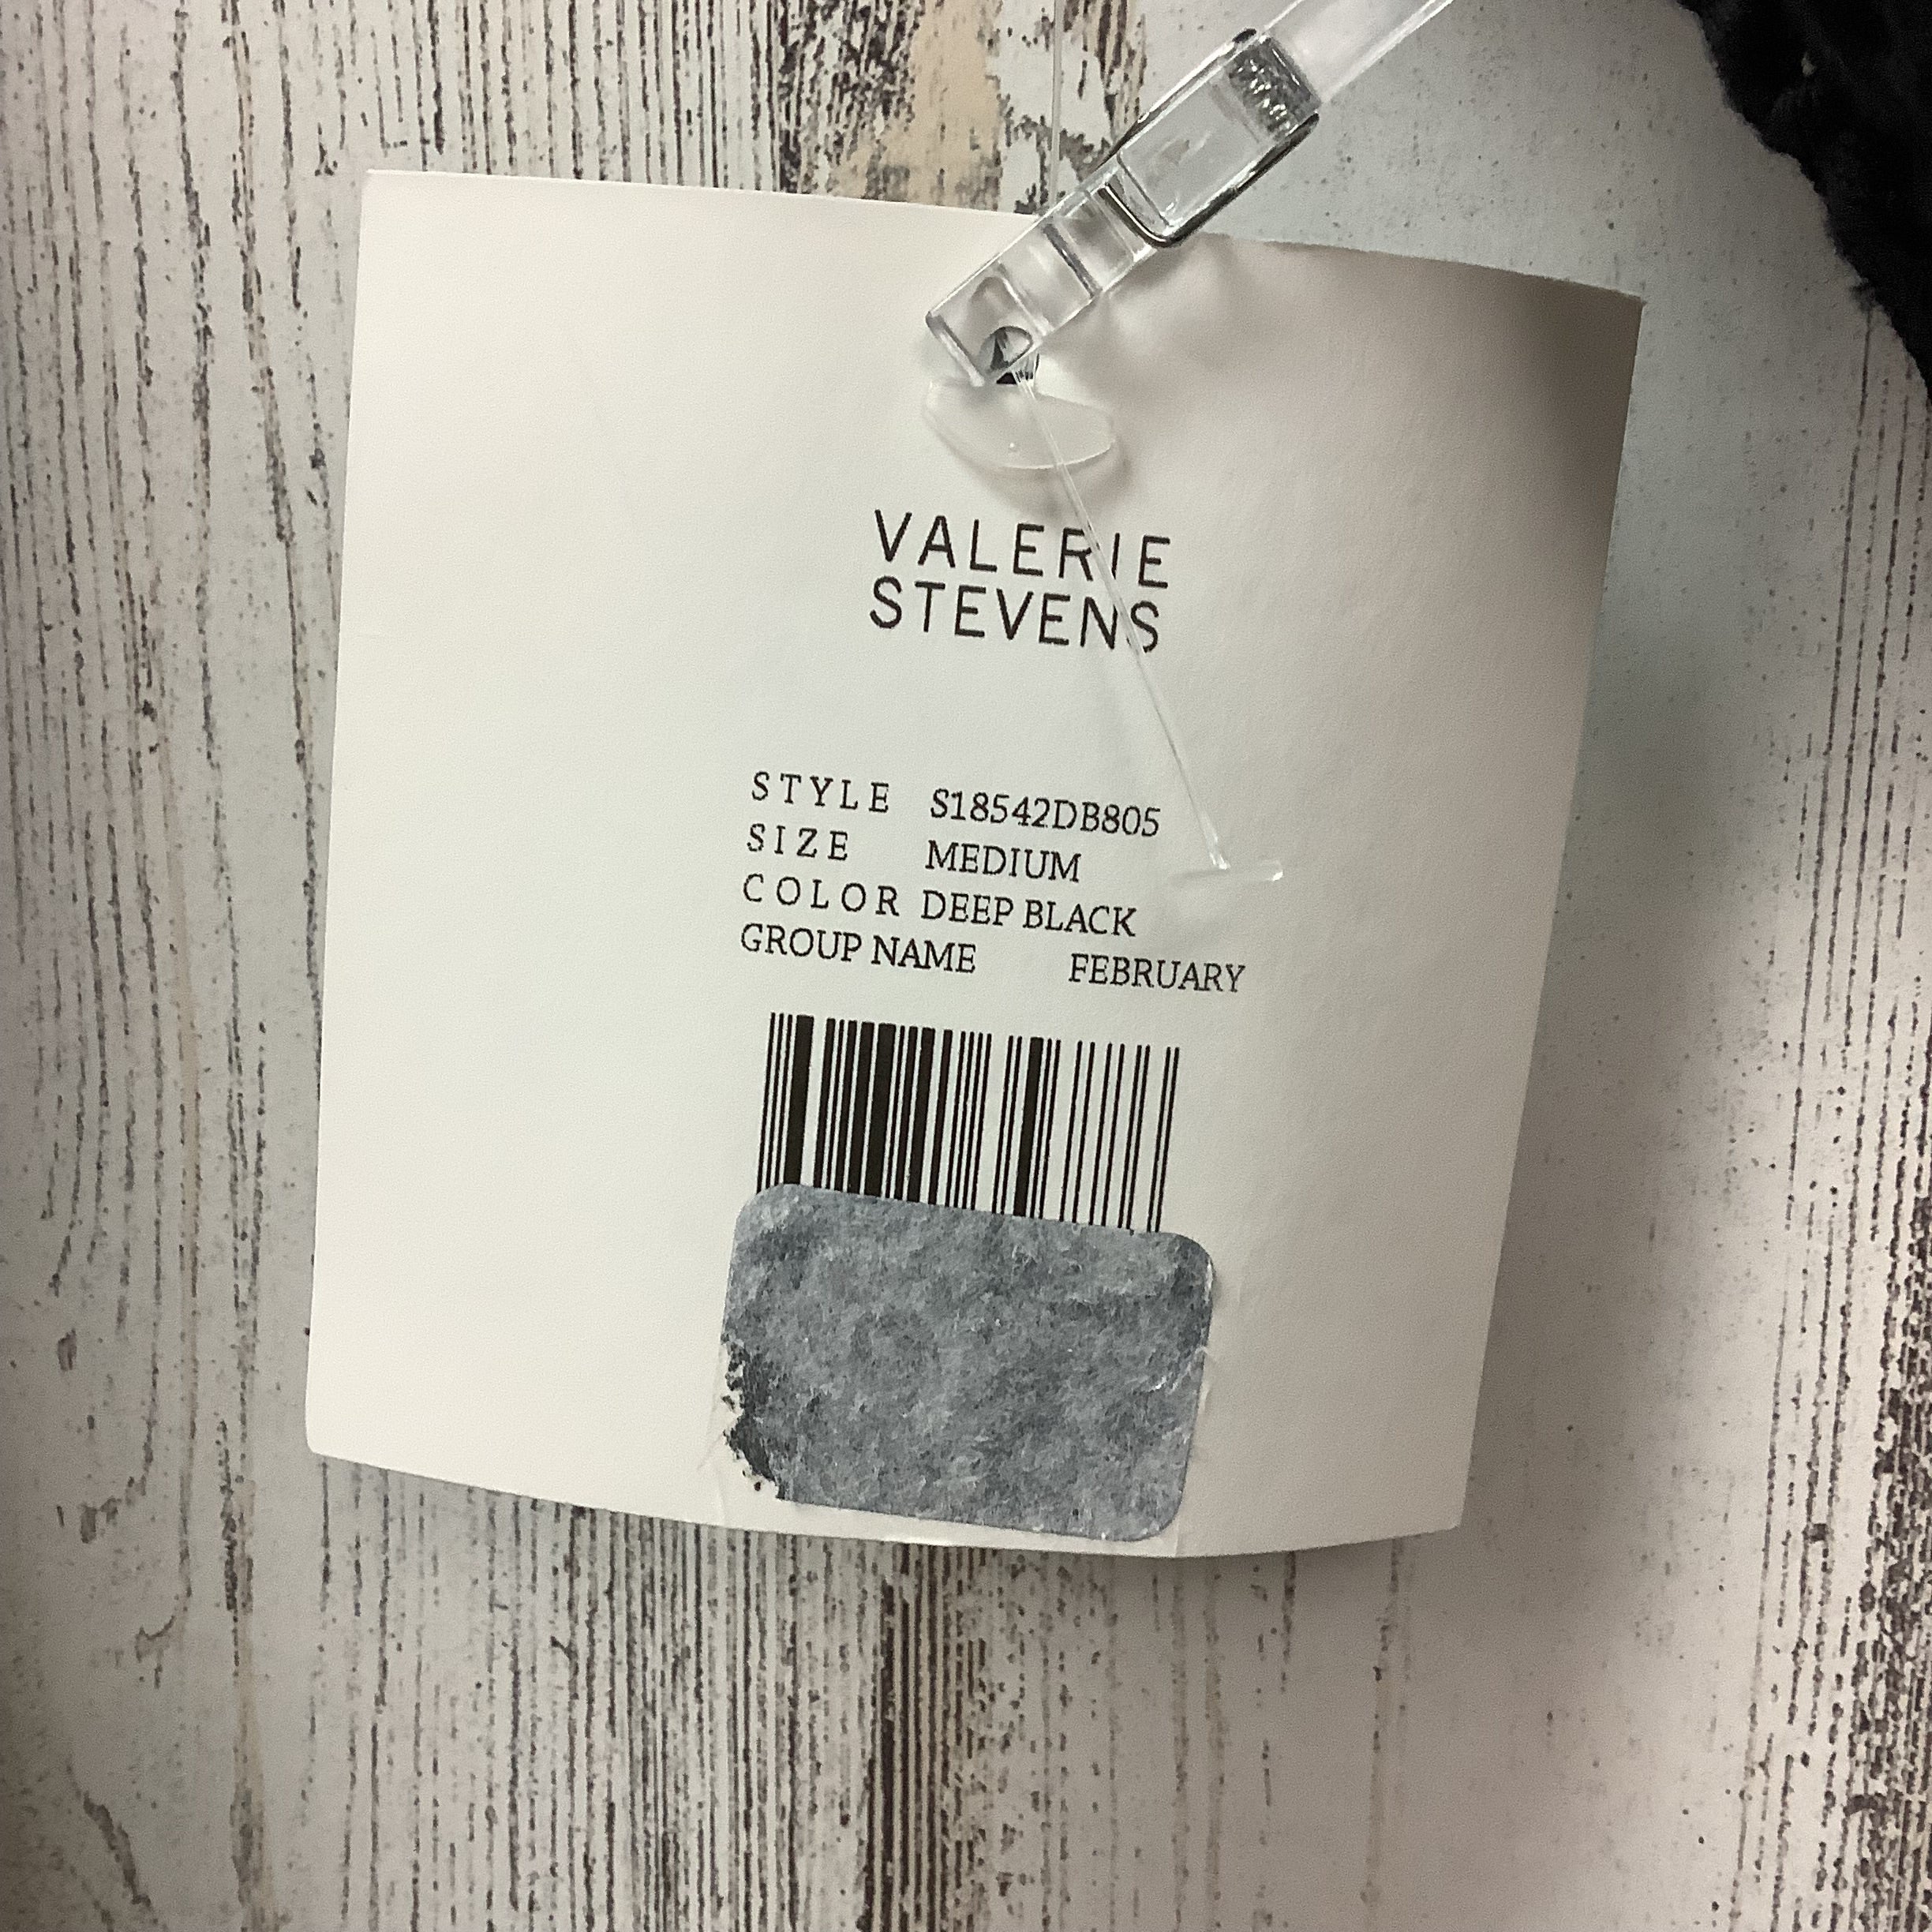 VALERIE
STEVENS
STYLE S18542DB805
SIZE MEDIUM
COLOR DEEP BLACK
GROUP NAME FEBRUARY